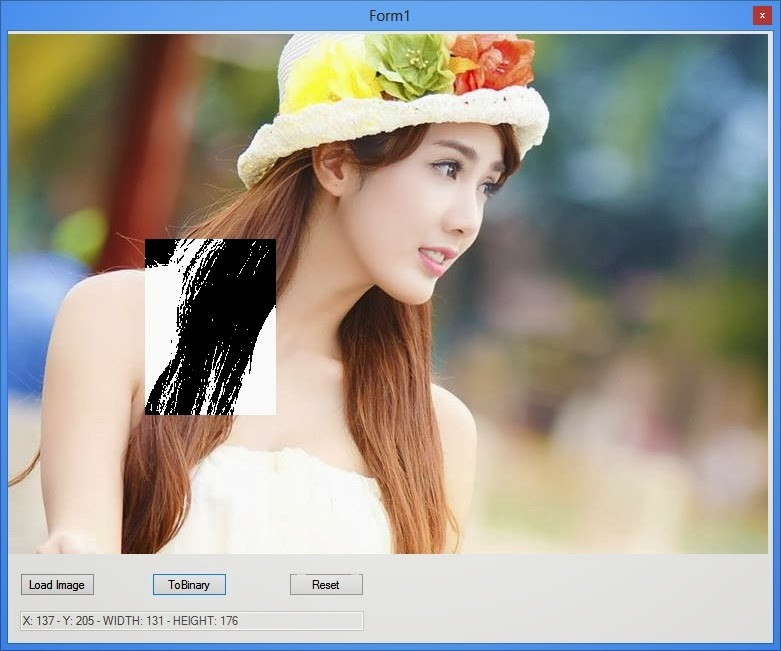 Form1
x
Load Image
ToBinary
Reset
X: 137 - Y: 205 - WIDTH: 131 - HEIGHT: 176